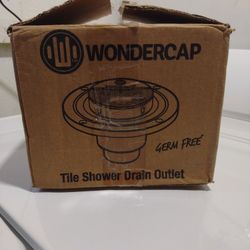 WONDERCAP
GERM FREE
Tile Shower Drain Outlet